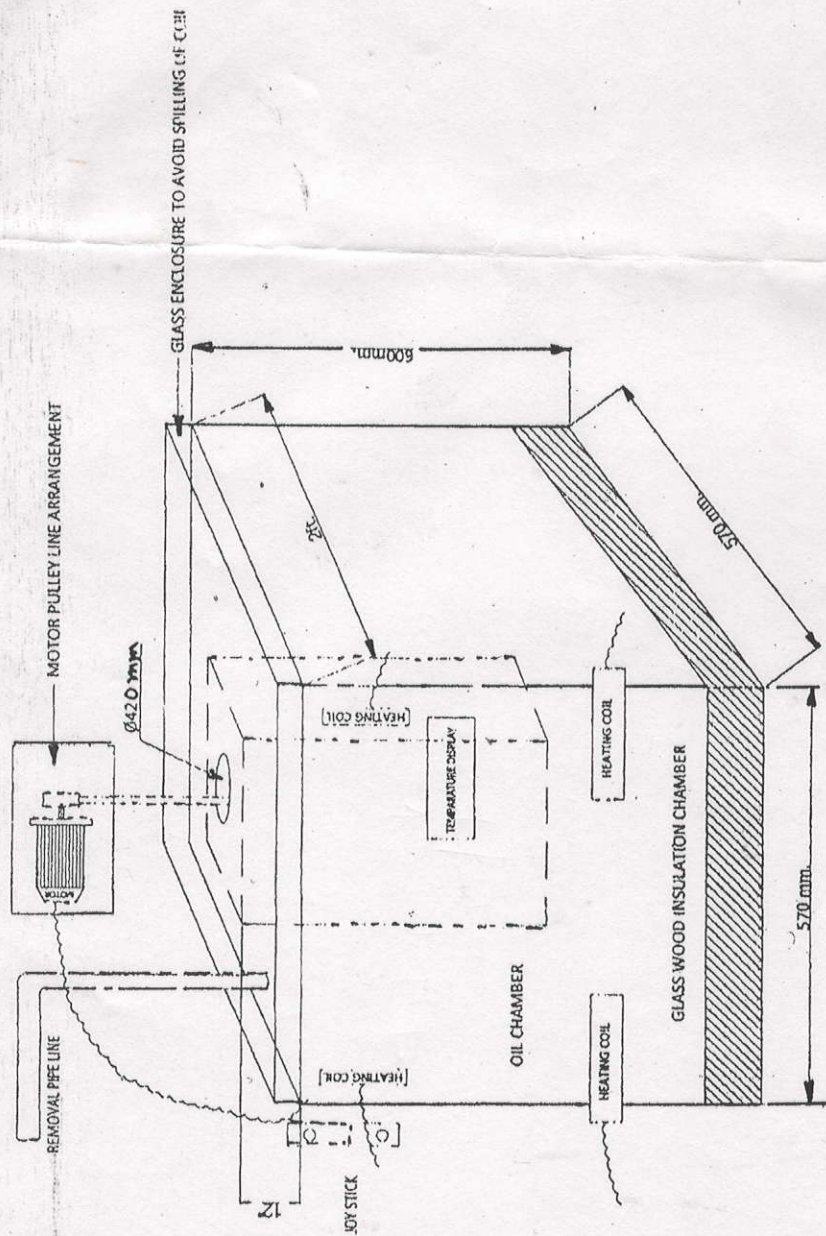 MOTOR PULLEY LINE ARRANGEMENT
GLASS ENCLOSURE TO AVOID SPILLING OF
REMOVAL PIPE LINE
MOTOR
Ø420 mm
12"
JOY STICK
[HEATING COIL]
[HEATING COIL]
2ft.
600mm.
TEMPARATURE DISPLAY
OIL CHAMBER
HEATING COIL
HEATING COIL
GLASS WOOD INSULATION CHAMBER
570 mm.
570 mm.